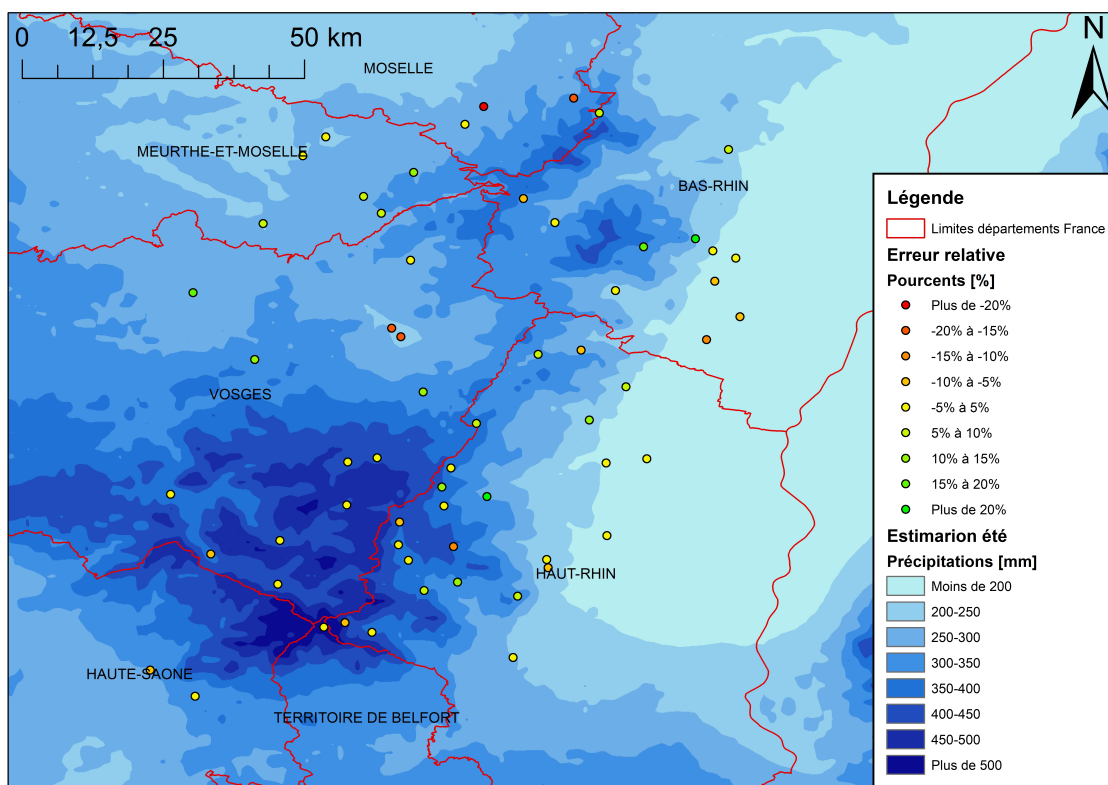 0 12,5 25 50 km
N
MOSELLE
MEURTHE-ET-MOSELLE
BAS-RHIN
VOSGES
HAUT-RHIN
HAUTE-SAONE
TERRITOIRE DE BELFORT
Légende
Limites départements France
Erreur relative
Pourcents [%]
Plus de -20%
-20% à -15%
-15% à -10%
-10% à -5%
-5% à 5%
5% à 10%
10% à 15%
15% à 20%
Plus de 20%
Estimarion été
Précipitations [mm]
Moins de 200
200-250
250-300
300-350
350-400
400-450
450-500
Plus de 500